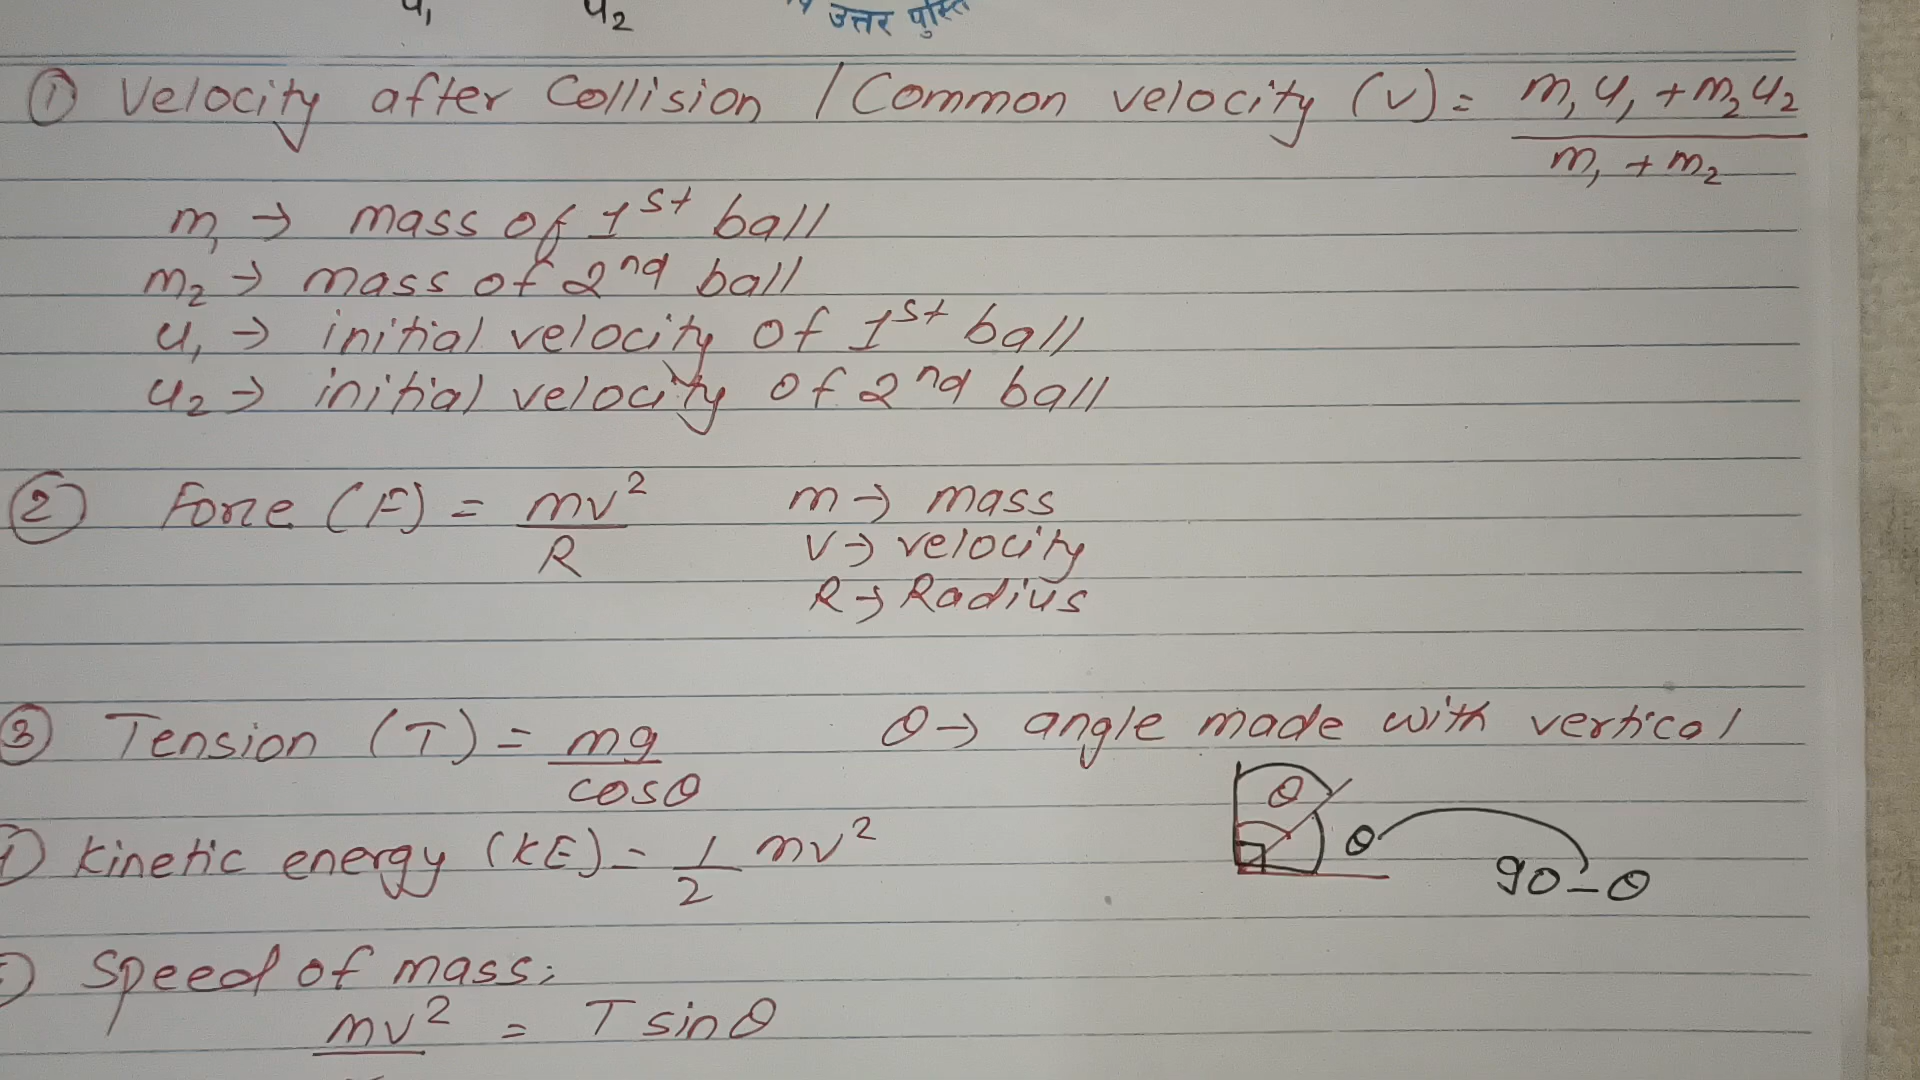 u₁ u₂ उत्तर
① Velocity after Collision / Common velocity (v) = m₁u₁ + m₂u₂
m₁ + m₂
m₁ → mass of 1st ball
m₂ → mass of 2nd ball
u₁ → initial velocity of 1st ball
u₂ → initial velocity of 2nd ball
② Force (F) = mv² m → mass
R v → velocity
R → Radius
③ Tension (T) = mg θ → angle made with vertical
cosθ θ
Kinetic energy (KE) = 1/2 mv² θ 90-θ
Speed of mass:
mv² = T sinθ